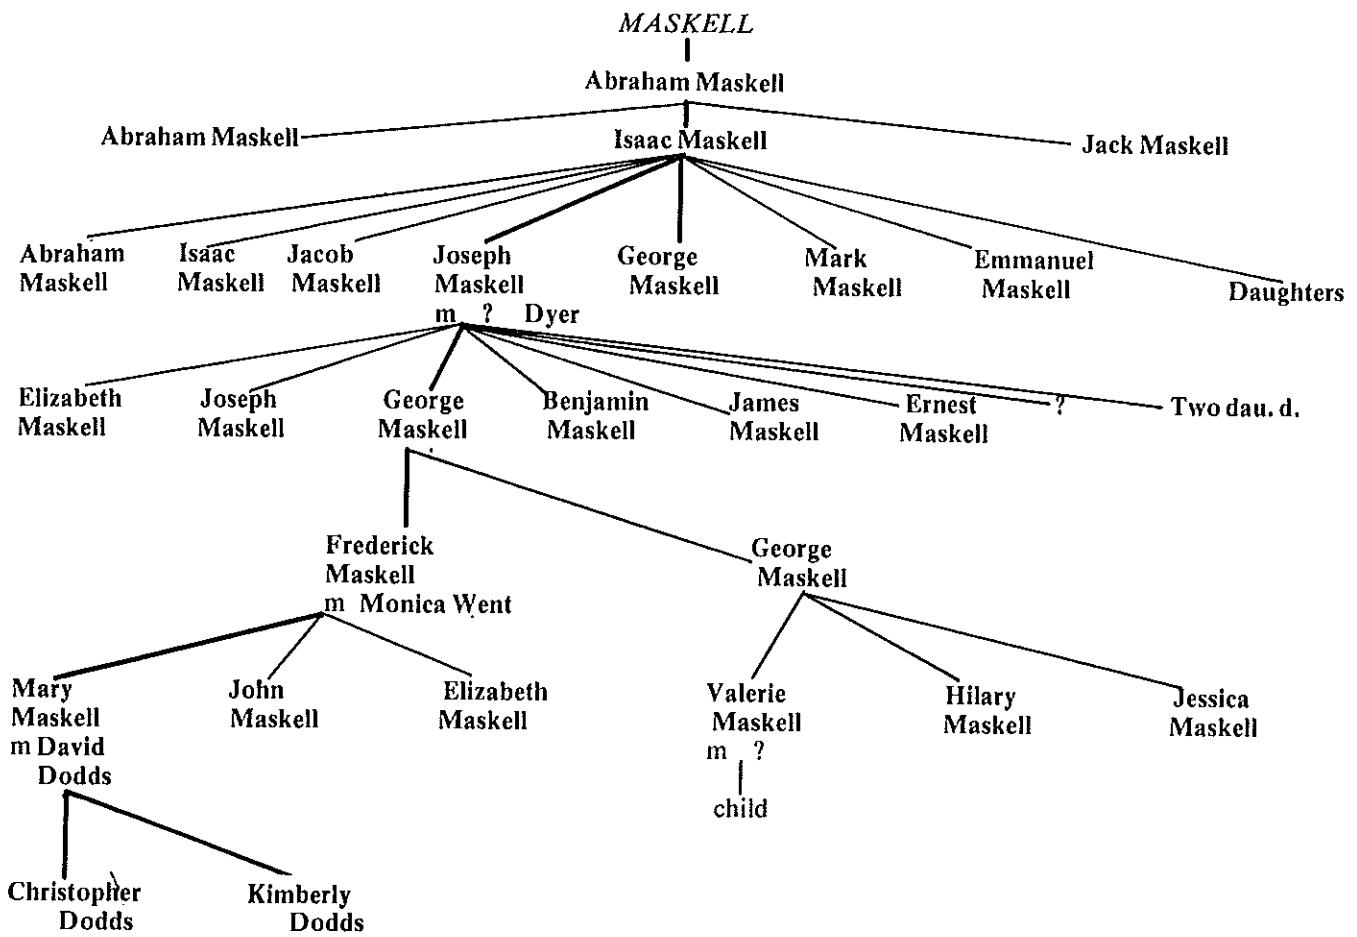 MASKELL
Abraham Maskell
Abraham Maskell
Isaac Maskell
Jack Maskell
Abraham
Maskell
Isaac
Maskell
Jacob
Maskell
Joseph
Maskell
m ? Dyer
George
Maskell
Mark
Maskell
Emmanuel
Maskell
Daughters
Elizabeth
Maskell
Joseph
Maskell
George
Maskell
Benjamin
Maskell
James
Maskell
Ernest
Maskell
?
Two dau. d.
Frederick
Maskell
m Monica Went
George
Maskell
Mary
Maskell
m David
Dodds
John
Maskell
Elizabeth
Maskell
Valerie
Maskell
m ?
child
Hilary
Maskell
Jessica
Maskell
Christopher
Dodds
Kimberly
Dodds